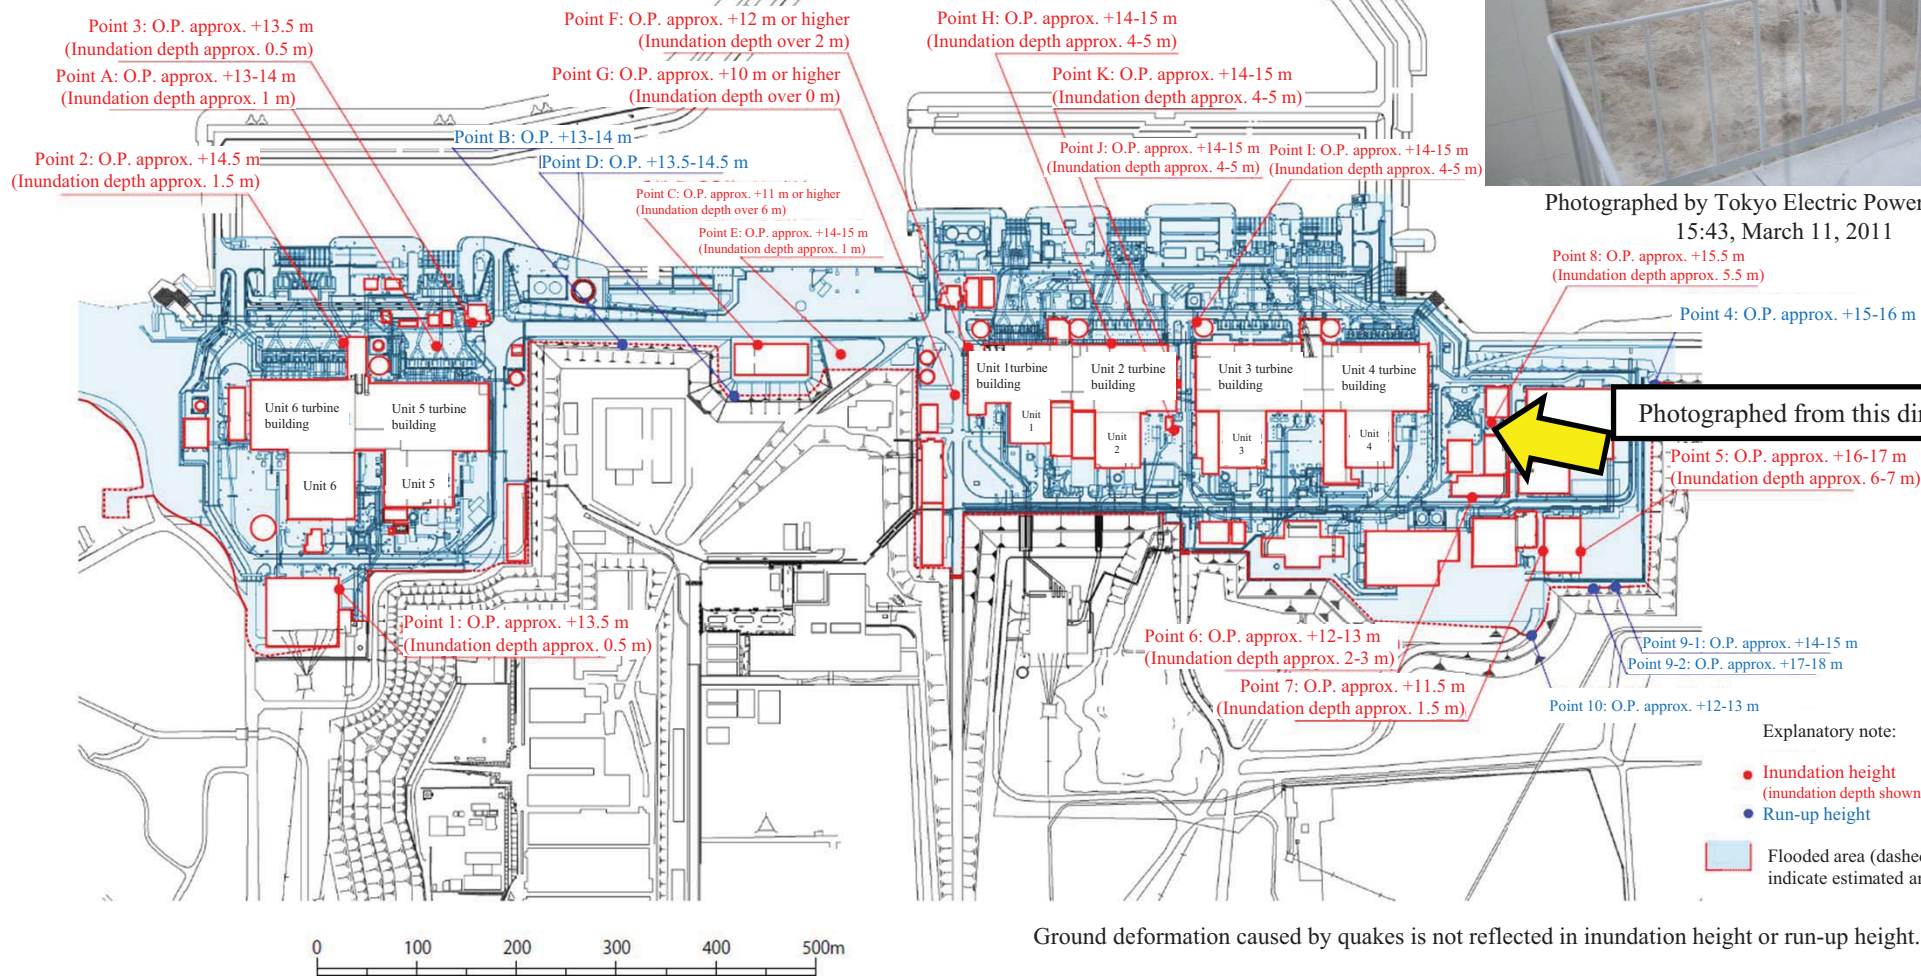 Point 3: O.P. approx. +13.5 m
(Inundation depth approx. 0.5 m)
Point A: O.P. approx. +13-14 m
(Inundation depth approx. 1 m)
Point 2: O.P. approx. +14.5 m
(Inundation depth approx. 1.5 m)
Point F: O.P. approx. +12 m or higher
(Inundation depth over 2 m)
Point G: O.P. approx. +10 m or higher
(Inundation depth over 0 m)
Point B: O.P. +13-14 m
Point D: O.P. +13.5-14.5 m
Point C: O.P. approx. +11 m or higher
(Inundation depth over 6 m)
Point E: O.P. approx. +14-15 m
(Inundation depth approx. 1 m)
Point H: O.P. approx. +14-15 m
(Inundation depth approx. 4-5 m)
Point K: O.P. approx. +14-15 m
(Inundation depth approx. 4-5 m)
Point J: O.P. approx. +14-15 m
(Inundation depth approx. 4-5 m)
Point I: O.P. approx. +14-15 m
(Inundation depth approx. 4-5 m)
Photographed by Tokyo Electric Power
15:43, March 11, 2011
Point 8: O.P. approx. +15.5 m
(Inundation depth approx. 5.5 m)
Point 4: O.P. approx. +15-16 m
Unit 6 turbine
building
Unit 5 turbine
building
Unit 6
Unit 5
Unit 1turbine
building
Unit 2 turbine
building
Unit 3 turbine
building
Unit 4 turbine
building
Unit
1
Unit
2
Unit
3
Unit
4
Photographed from this dir
Point 5: O.P. approx. +16-17 m
(Inundation depth approx. 6-7 m)
Point 1: O.P. approx. +13.5 m
(Inundation depth approx. 0.5 m)
Point 6: O.P. approx. +12-13 m
(Inundation depth approx. 2-3 m)
Point 7: O.P. approx. +11.5 m
(Inundation depth approx. 1.5 m)
Point 9-1: O.P. approx. +14-15 m
Point 9-2: O.P. approx. +17-18 m
Point 10: O.P. approx. +12-13 m
Explanatory note:
Inundation height
(inundation depth shown
Run-up height
Flooded area (dashed
indicate estimated ar
0 100 200 300 400 500m
Ground deformation caused by quakes is not reflected in inundation height or run-up height.